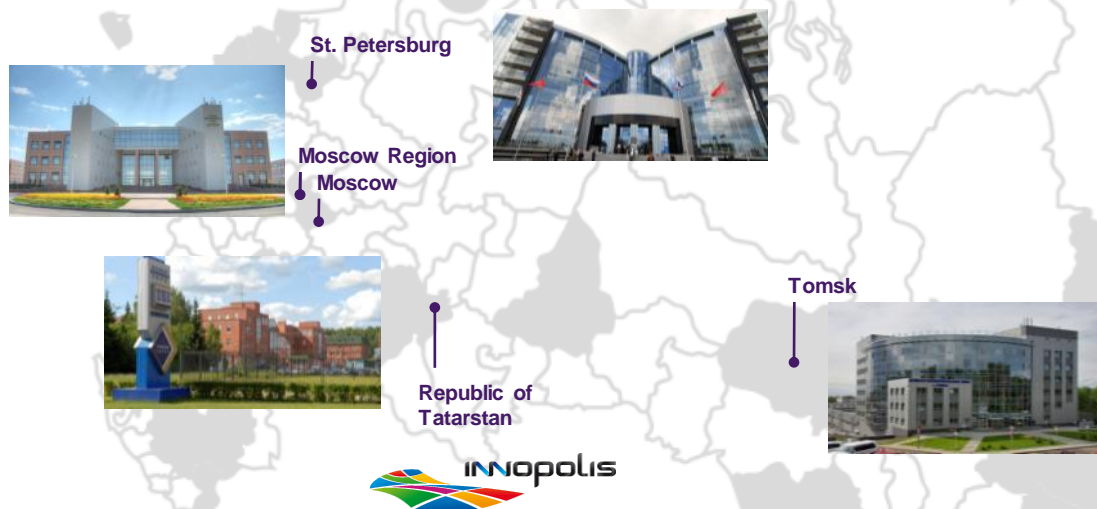 St. Petersburg
Moscow Region
Moscow
Tomsk
Republic of
Tatarstan
INNOPOLIS